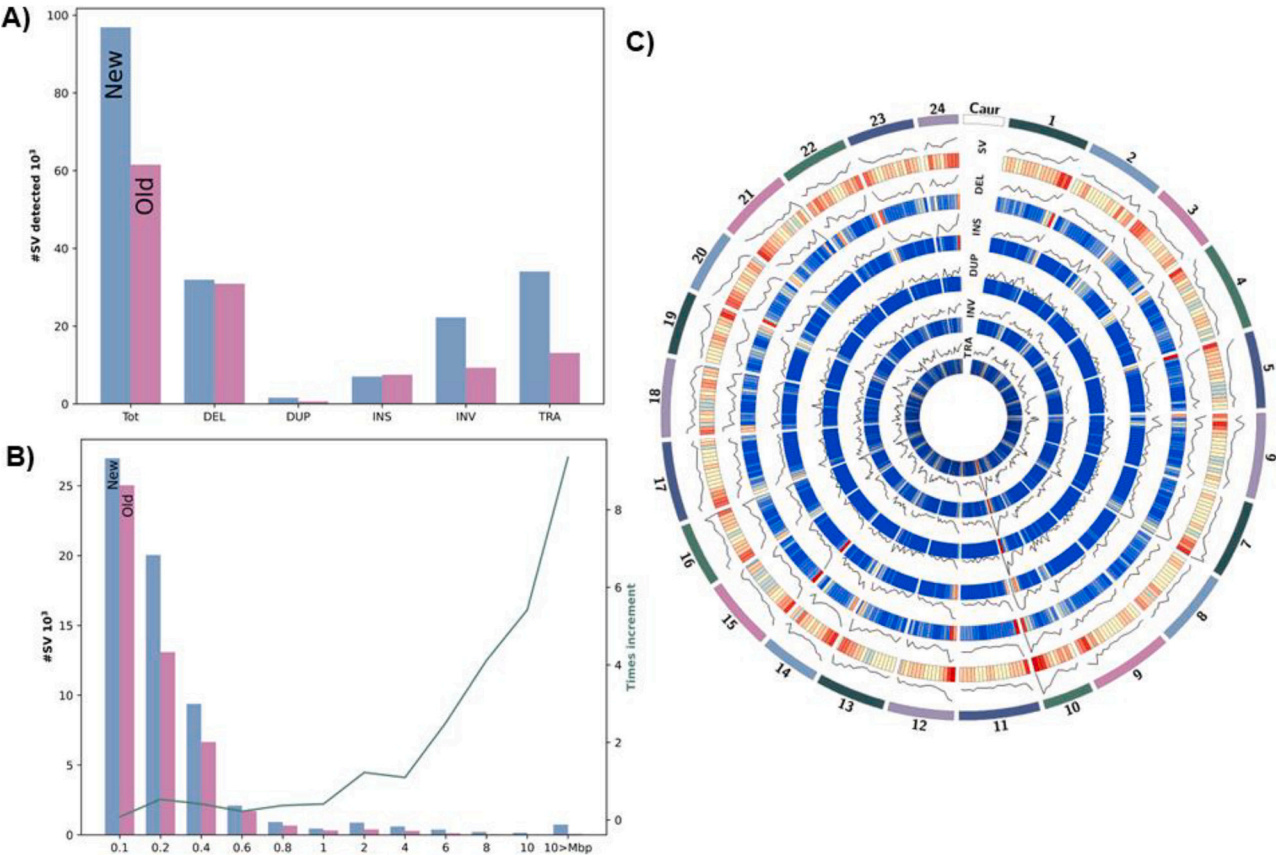 A)
#SV detected 10³
100
80
60
40
20
0
New
Old
Tot DEL DUP INS INV TRA
B)
#SV 10³
25
20
15
10
5
0
New
Old
8
6
4
2
0
Times increment
0.1 0.2 0.4 0.6 0.8 1 2 4 6 8 10 10>Mbp
C)
Caur
1
2
3
4
5
6
7
8
9
10
11
12
13
14
15
16
17
18
19
20
21
22
23
24
SV
DEL
INS
DUP
INV
TRA